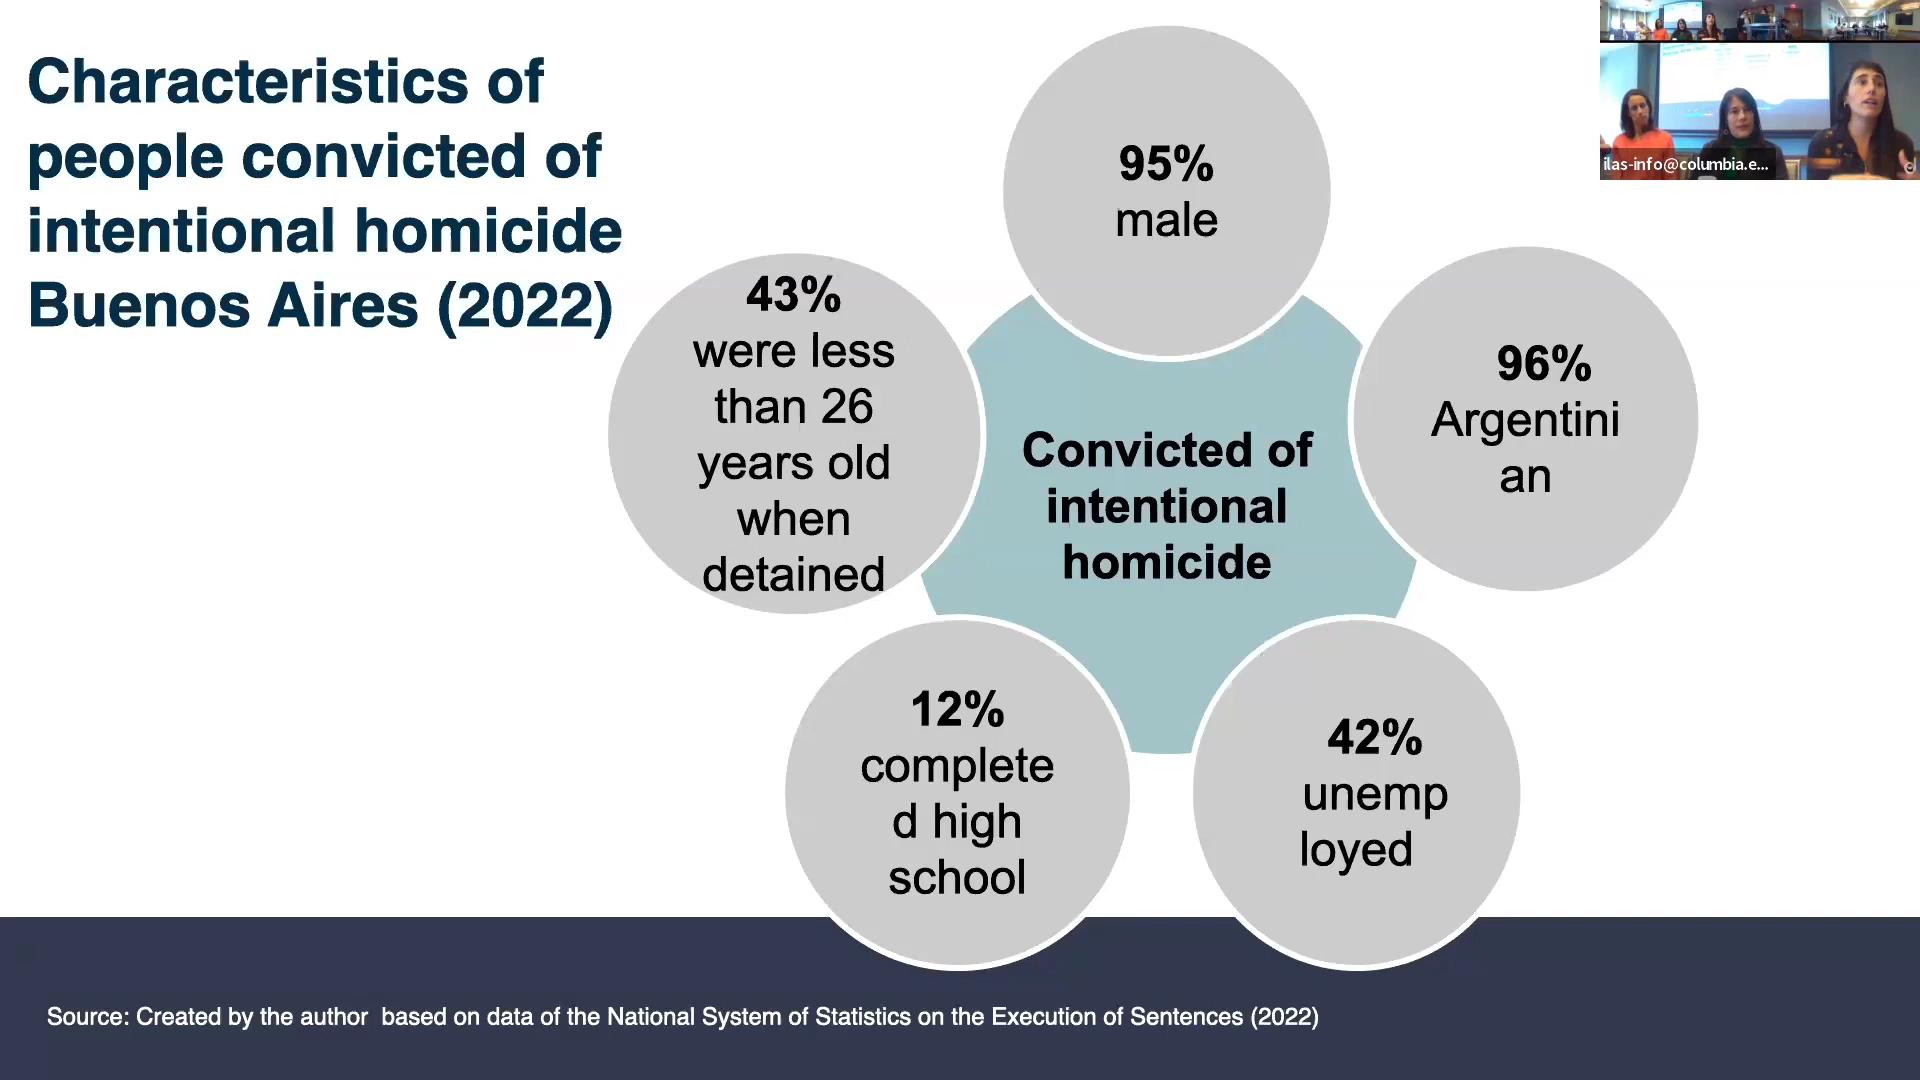 Characteristics of
people convicted of
intentional homicide
Buenos Aires (2022)
95%
male
96%
Argentini
an
42%
unemp
loyed
12%
complete
d high
school
43%
were less
than 26
years old
when
detained
Convicted of
intentional
homicide
Source: Created by the author  based on data of the National System of Statistics on the Execution of Sentences (2022)
ilas-info@columbia.e...